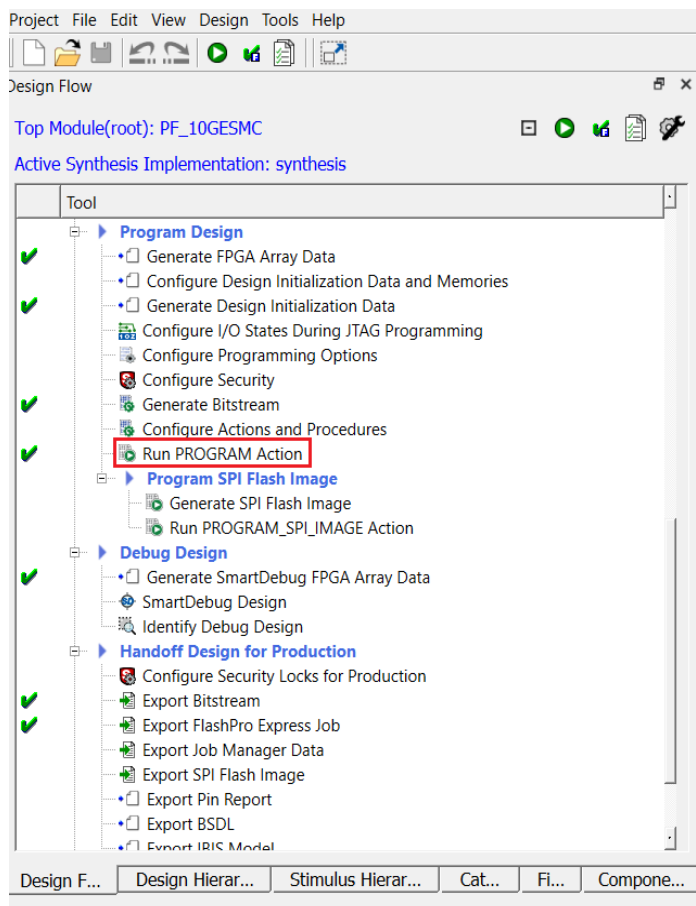 Project File Edit View Design Tools Help
Design Flow
Top Module(root): PF_10GESMC
Active Synthesis Implementation: synthesis
Tool
Program Design
Generate FPGA Array Data
Configure Design Initialization Data and Memories
Generate Design Initialization Data
Configure I/O States During JTAG Programming
Configure Programming Options
Configure Security
Generate Bitstream
Configure Actions and Procedures
Run PROGRAM Action
Program SPI Flash Image
Generate SPI Flash Image
Run PROGRAM_SPI_IMAGE Action
Debug Design
Generate SmartDebug FPGA Array Data
SmartDebug Design
Identify Debug Design
Handoff Design for Production
Configure Security Locks for Production
Export Bitstream
Export FlashPro Express Job
Export Job Manager Data
Export SPI Flash Image
Export Pin Report
Export BSDL
Export IBIS Model
Design F... Design Hierar... Stimulus Hierar... Cat... Fi... Compone...